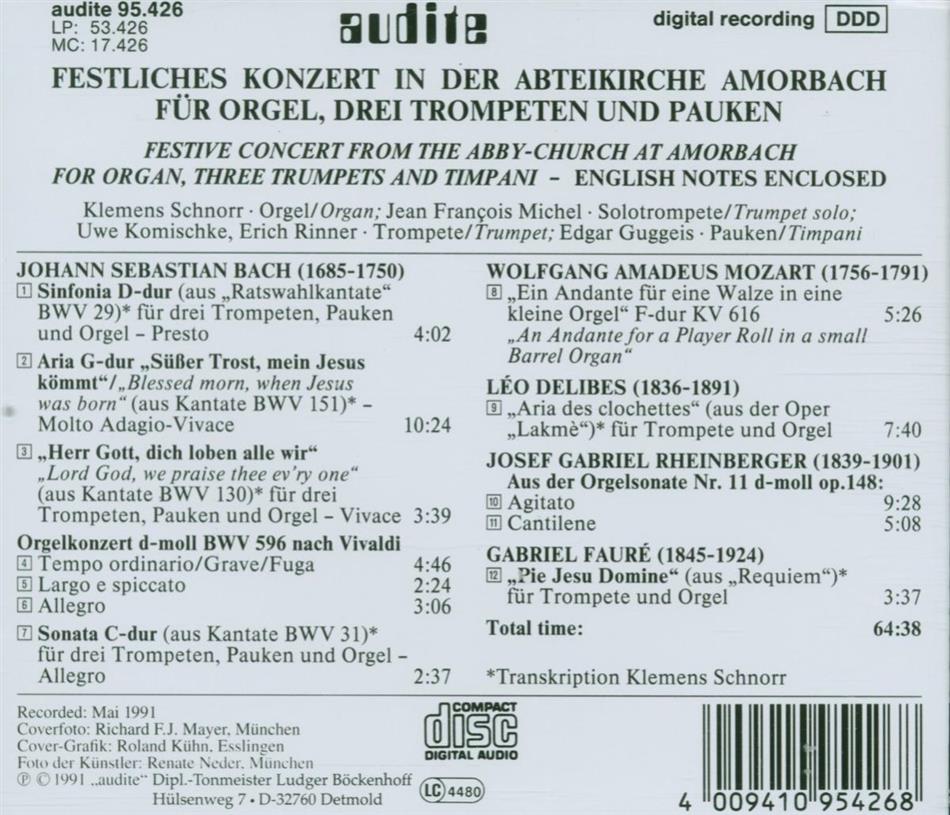 audite 95.426
LP: 53.426
MC: 17.426
audite
digital recording DDD
FESTLICHES KONZERT IN DER ABTEIKIRCHE AMORBACH
FÜR ORGEL, DREI TROMPETEN UND PAUKEN
FESTIVE CONCERT FROM THE ABBY-CHURCH AT AMORBACH
FOR ORGAN, THREE TRUMPETS AND TIMPANI – ENGLISH NOTES ENCLOSED
Klemens Schnorr · Orgel/Organ; Jean François Michel · Solotrompete/Trumpet solo;
Uwe Komischke, Erich Rinner · Trompete/Trumpet; Edgar Guggeis · Pauken/Timpani
JOHANN SEBASTIAN BACH (1685-1750)
1 Sinfonia D-dur (aus „Ratswahlkantate“
BWV 29)* für drei Trompeten, Pauken
und Orgel – Presto 4:02
2 Aria G-dur „Süßer Trost, mein Jesus
kömmt“/„Blessed morn, when Jesus
was born“ (aus Kantate BWV 151)* –
Molto Adagio-Vivace 10:24
3 „Herr Gott, dich loben alle wir“
„Lord God, we praise thee ev'ry one“
(aus Kantate BWV 130)* für drei
Trompeten, Pauken und Orgel – Vivace 3:39
Orgelkonzert d-moll BWV 596 nach Vivaldi
4 Tempo ordinario/Grave/Fuga 4:46
5 Largo e spiccato 2:24
6 Allegro 3:06
7 Sonata C-dur (aus Kantate BWV 31)*
für drei Trompeten, Pauken und Orgel –
Allegro 2:37
WOLFGANG AMADEUS MOZART (1756-1791)
8 „Ein Andante für eine Walze in eine
kleine Orgel“ F-dur KV 616 5:26
„An Andante for a Player Roll in a small
Barrel Organ“
LÉO DELIBES (1836-1891)
9 „Aria des clochettes“ (aus der Oper
„Lakmè“)* für Trompete und Orgel 7:40
JOSEF GABRIEL RHEINBERGER (1839-1901)
Aus der Orgelsonate Nr. 11 d-moll op.148:
10 Agitato 9:28
11 Cantilene 5:08
GABRIEL FAURÉ (1845-1924)
12 „Pie Jesu Domine“ (aus „Requiem“)*
für Trompete und Orgel 3:37
Total time: 64:38
*Transkription Klemens Schnorr
Recorded: Mai 1991
Coverfoto: Richard F.J. Mayer, München
Cover-Grafik: Roland Kühn, Esslingen
Foto der Künstler: Renate Neder, München
Ⓟ © 1991 „audite“ Dipl.-Tonmeister Ludger Böckenhoff
Hülsenweg 7 · D-32760 Detmold
COMPACT
disc
DIGITAL AUDIO
LC 4480
4 009410 954268